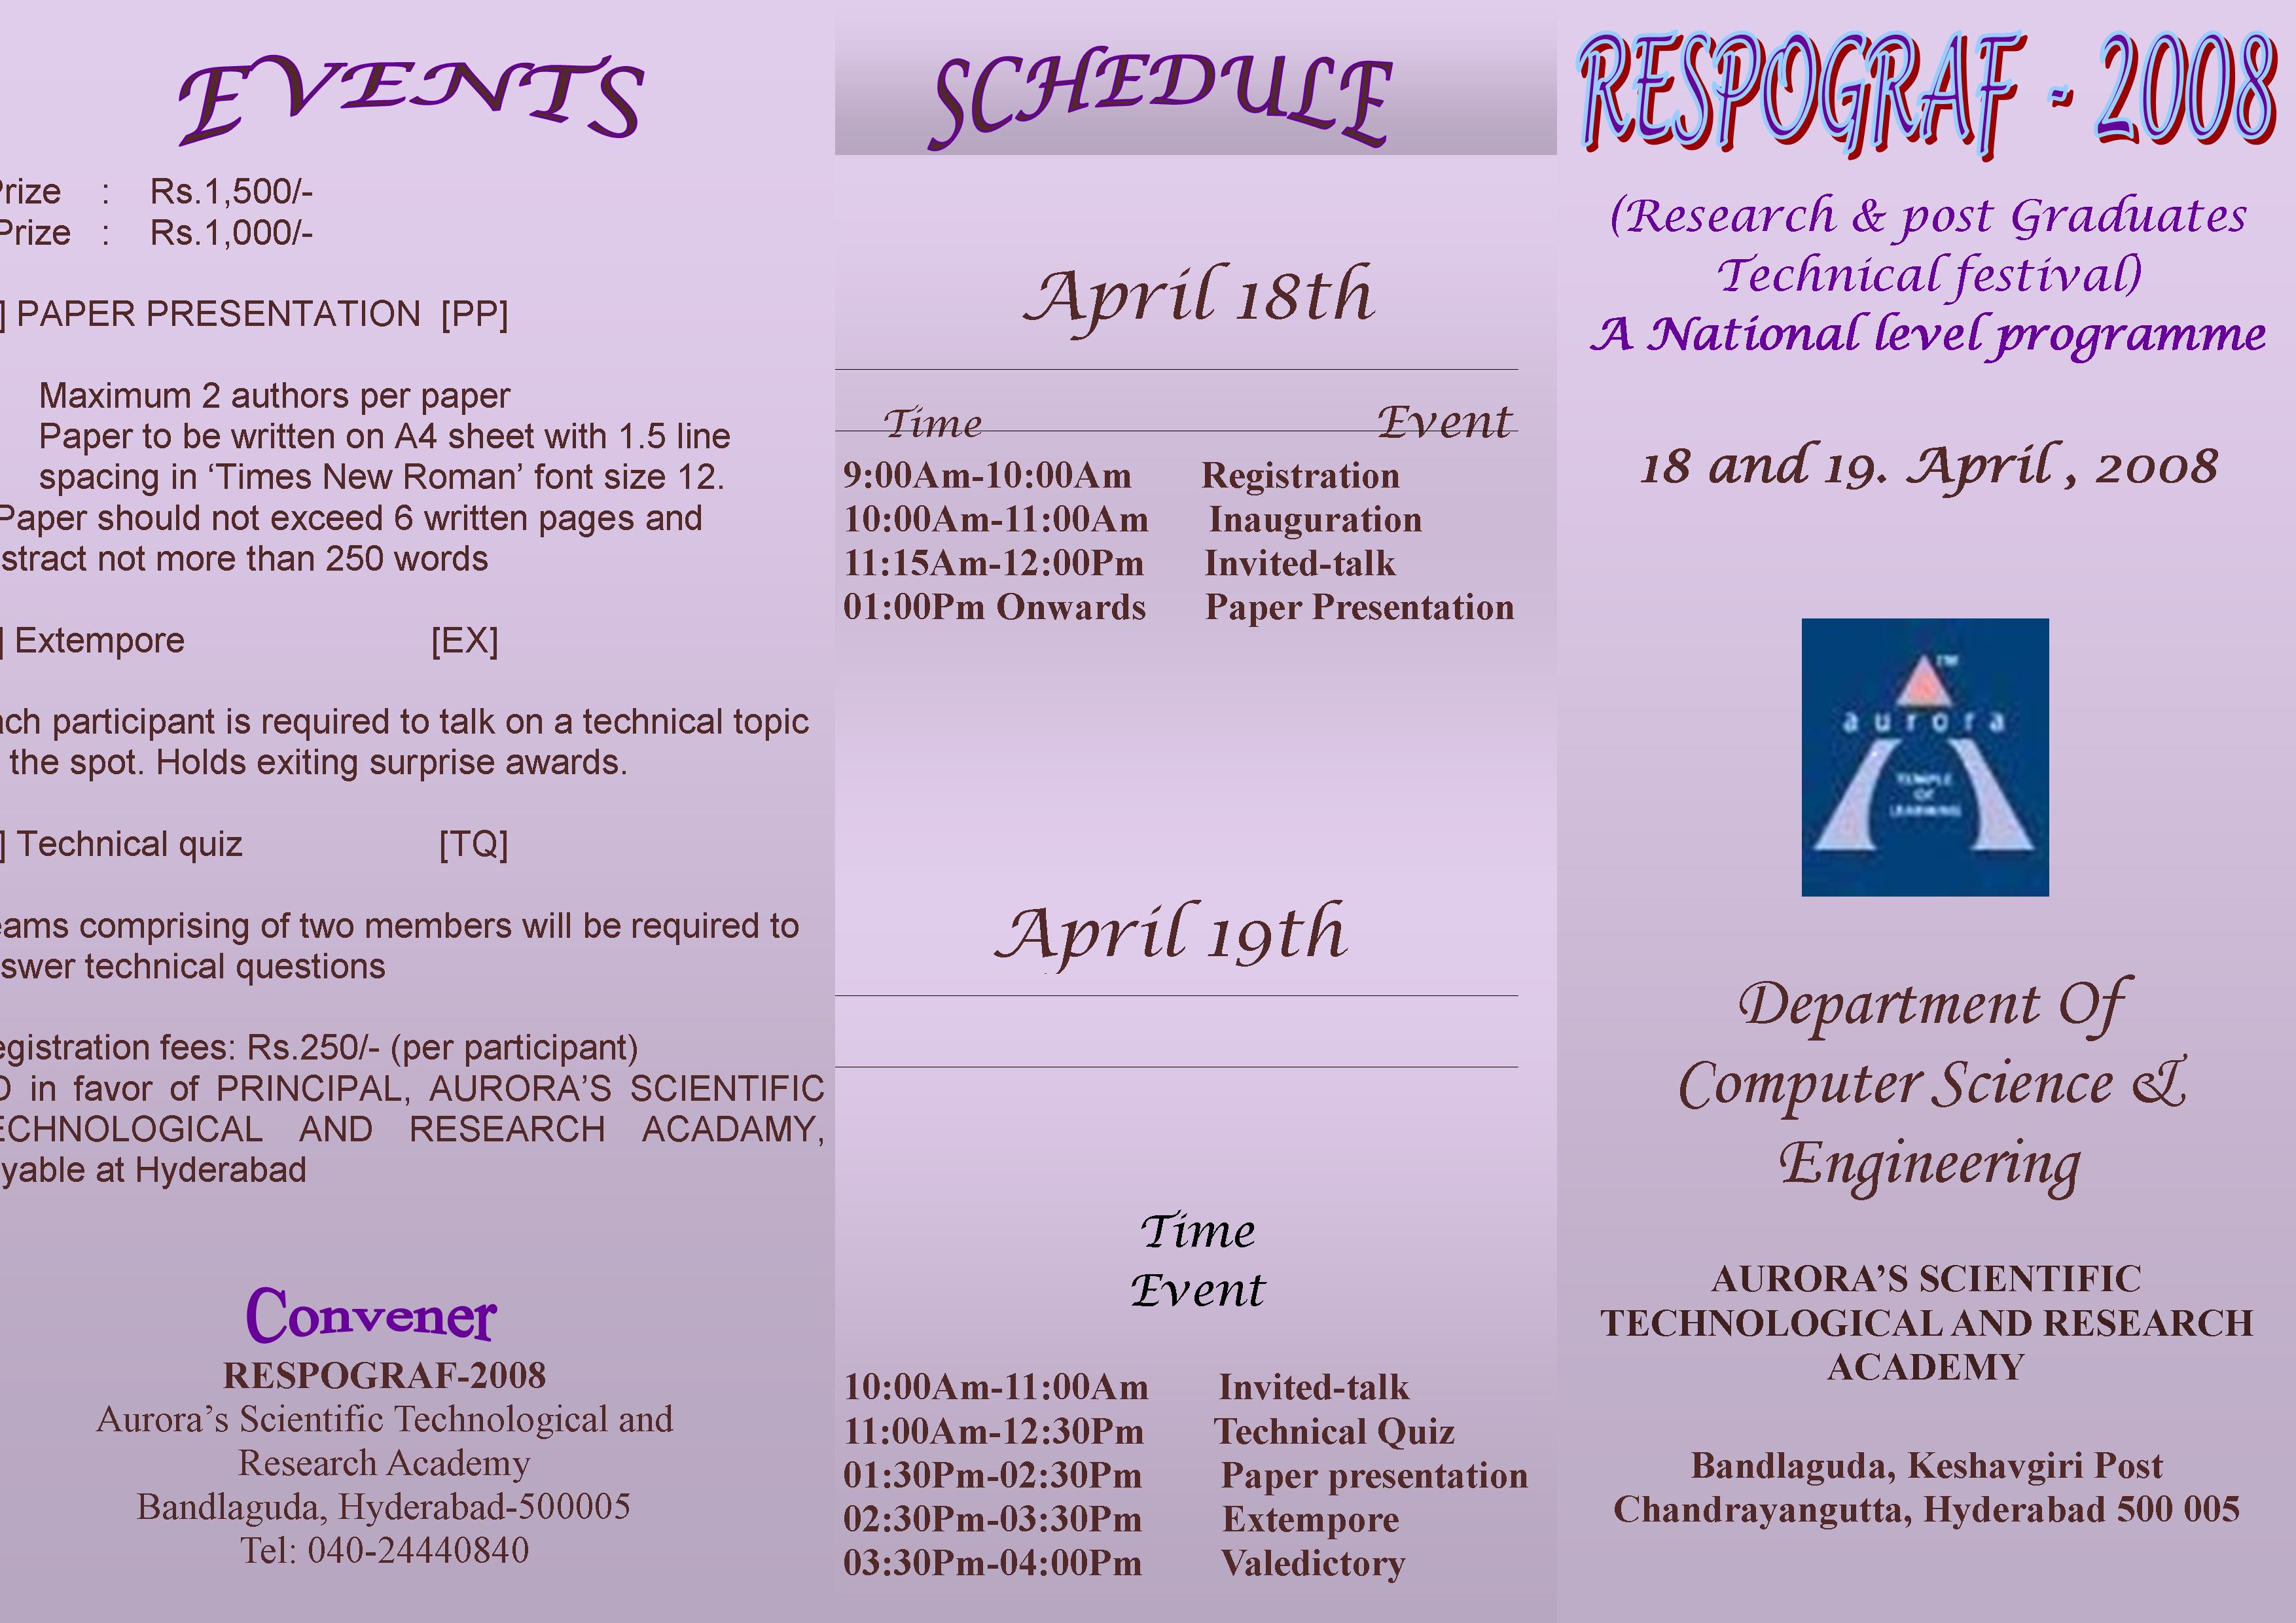 EVENTS
Prize : Rs.1,500/-
Prize : Rs.1,000/-
] PAPER PRESENTATION [PP]
Maximum 2 authors per paper
Paper to be written on A4 sheet with 1.5 line
spacing in ‘Times New Roman’ font size 12.
Paper should not exceed 6 written pages and
stract not more than 250 words
] Extempore [EX]
ach participant is required to talk on a technical topic
the spot. Holds exiting surprise awards.
] Technical quiz [TQ]
eams comprising of two members will be required to
swer technical questions
egistration fees: Rs.250/- (per participant)
D in favor of PRINCIPAL, AURORA’S SCIENTIFIC
ECHNOLOGICAL AND RESEARCH ACADAMY,
yable at Hyderabad
Convener
RESPOGRAF-2008
Aurora’s Scientific Technological and
Research Academy
Bandlaguda, Hyderabad-500005
Tel: 040-24440840
SCHEDULE
April 18th
Time Event
9:00Am-10:00Am Registration
10:00Am-11:00Am Inauguration
11:15Am-12:00Pm Invited-talk
01:00Pm Onwards Paper Presentation
April 19th
Time
Event
10:00Am-11:00Am Invited-talk
11:00Am-12:30Pm Technical Quiz
01:30Pm-02:30Pm Paper presentation
02:30Pm-03:30Pm Extempore
03:30Pm-04:00Pm Valedictory
RESPOGRAF - 2008
(Research & post Graduates
Technical festival)
A National level programme
18 and 19. April , 2008
TM
aurora
TEMPLE
OF
LEARNING
Department Of
Computer Science &
Engineering
AURORA’S SCIENTIFIC
TECHNOLOGICAL AND RESEARCH
ACADEMY
Bandlaguda, Keshavgiri Post
Chandrayangutta, Hyderabad 500 005